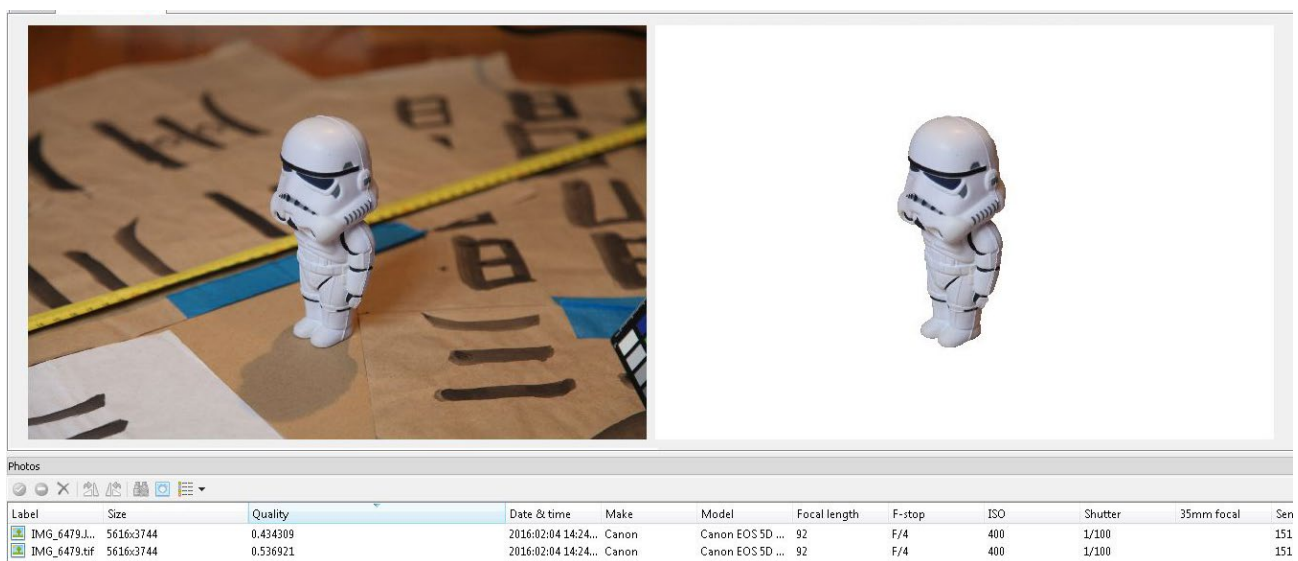 Photos
Label Size Quality Date & time Make Model Focal length F-stop ISO Shutter 35mm focal Sen
IMG_6479.J... 5616x3744 0.434309 2016:02:04 14:24... Canon Canon EOS 5D ... 92 F/4 400 1/100 151
IMG_6479.tif 5616x3744 0.536921 2016:02:04 14:24... Canon Canon EOS 5D ... 92 F/4 400 1/100 151